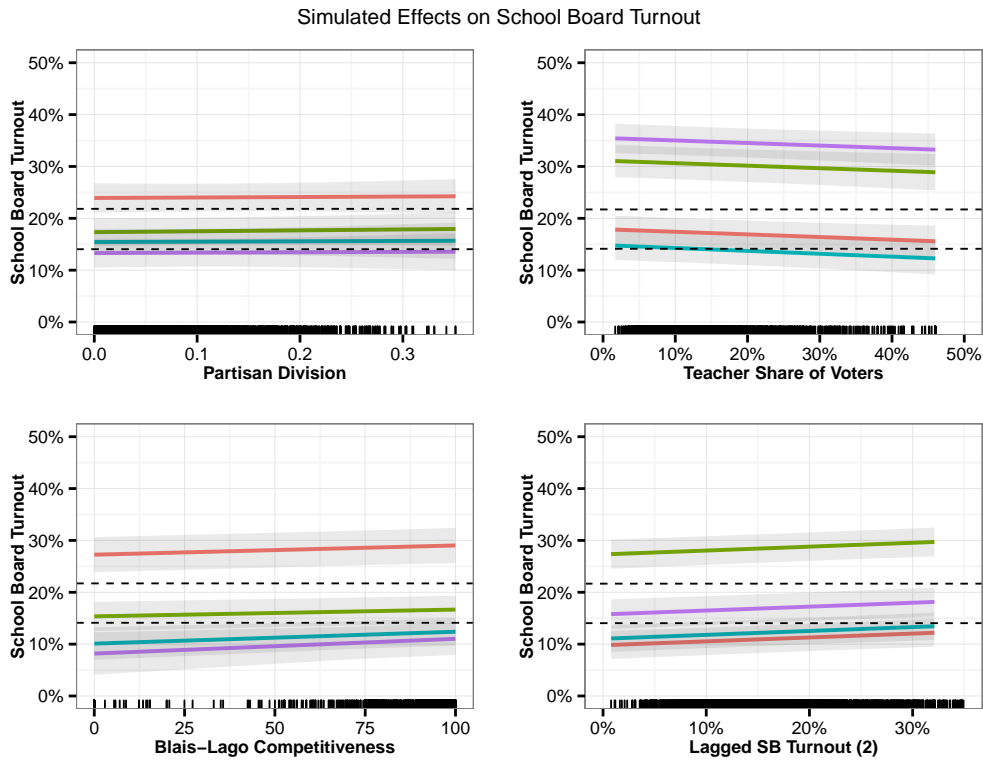 Simulated Effects on School Board Turnout
School Board Turnout
50%
40%
30%
20%
10%
0%
0.0 0.1 0.2 0.3
Partisan Division
School Board Turnout
50%
40%
30%
20%
10%
0%
0% 10% 20% 30% 40% 50%
Teacher Share of Voters
School Board Turnout
50%
40%
30%
20%
10%
0%
0 25 50 75 100
Blais−Lago Competitiveness
School Board Turnout
50%
40%
30%
20%
10%
0%
10% 20% 30%
Lagged SB Turnout (2)